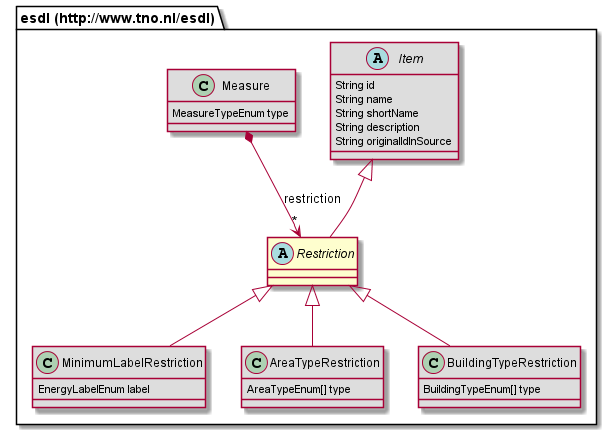 esdl (http://www.tno.nl/esdl)
A Item
String id
String name
String shortName
String description
String originalIdInSource
C Measure
MeasureTypeEnum type
restriction
*
A Restriction
C MinimumLabelRestriction
EnergyLabelEnum label
C AreaTypeRestriction
AreaTypeEnum[] type
C BuildingTypeRestriction
BuildingTypeEnum[] type